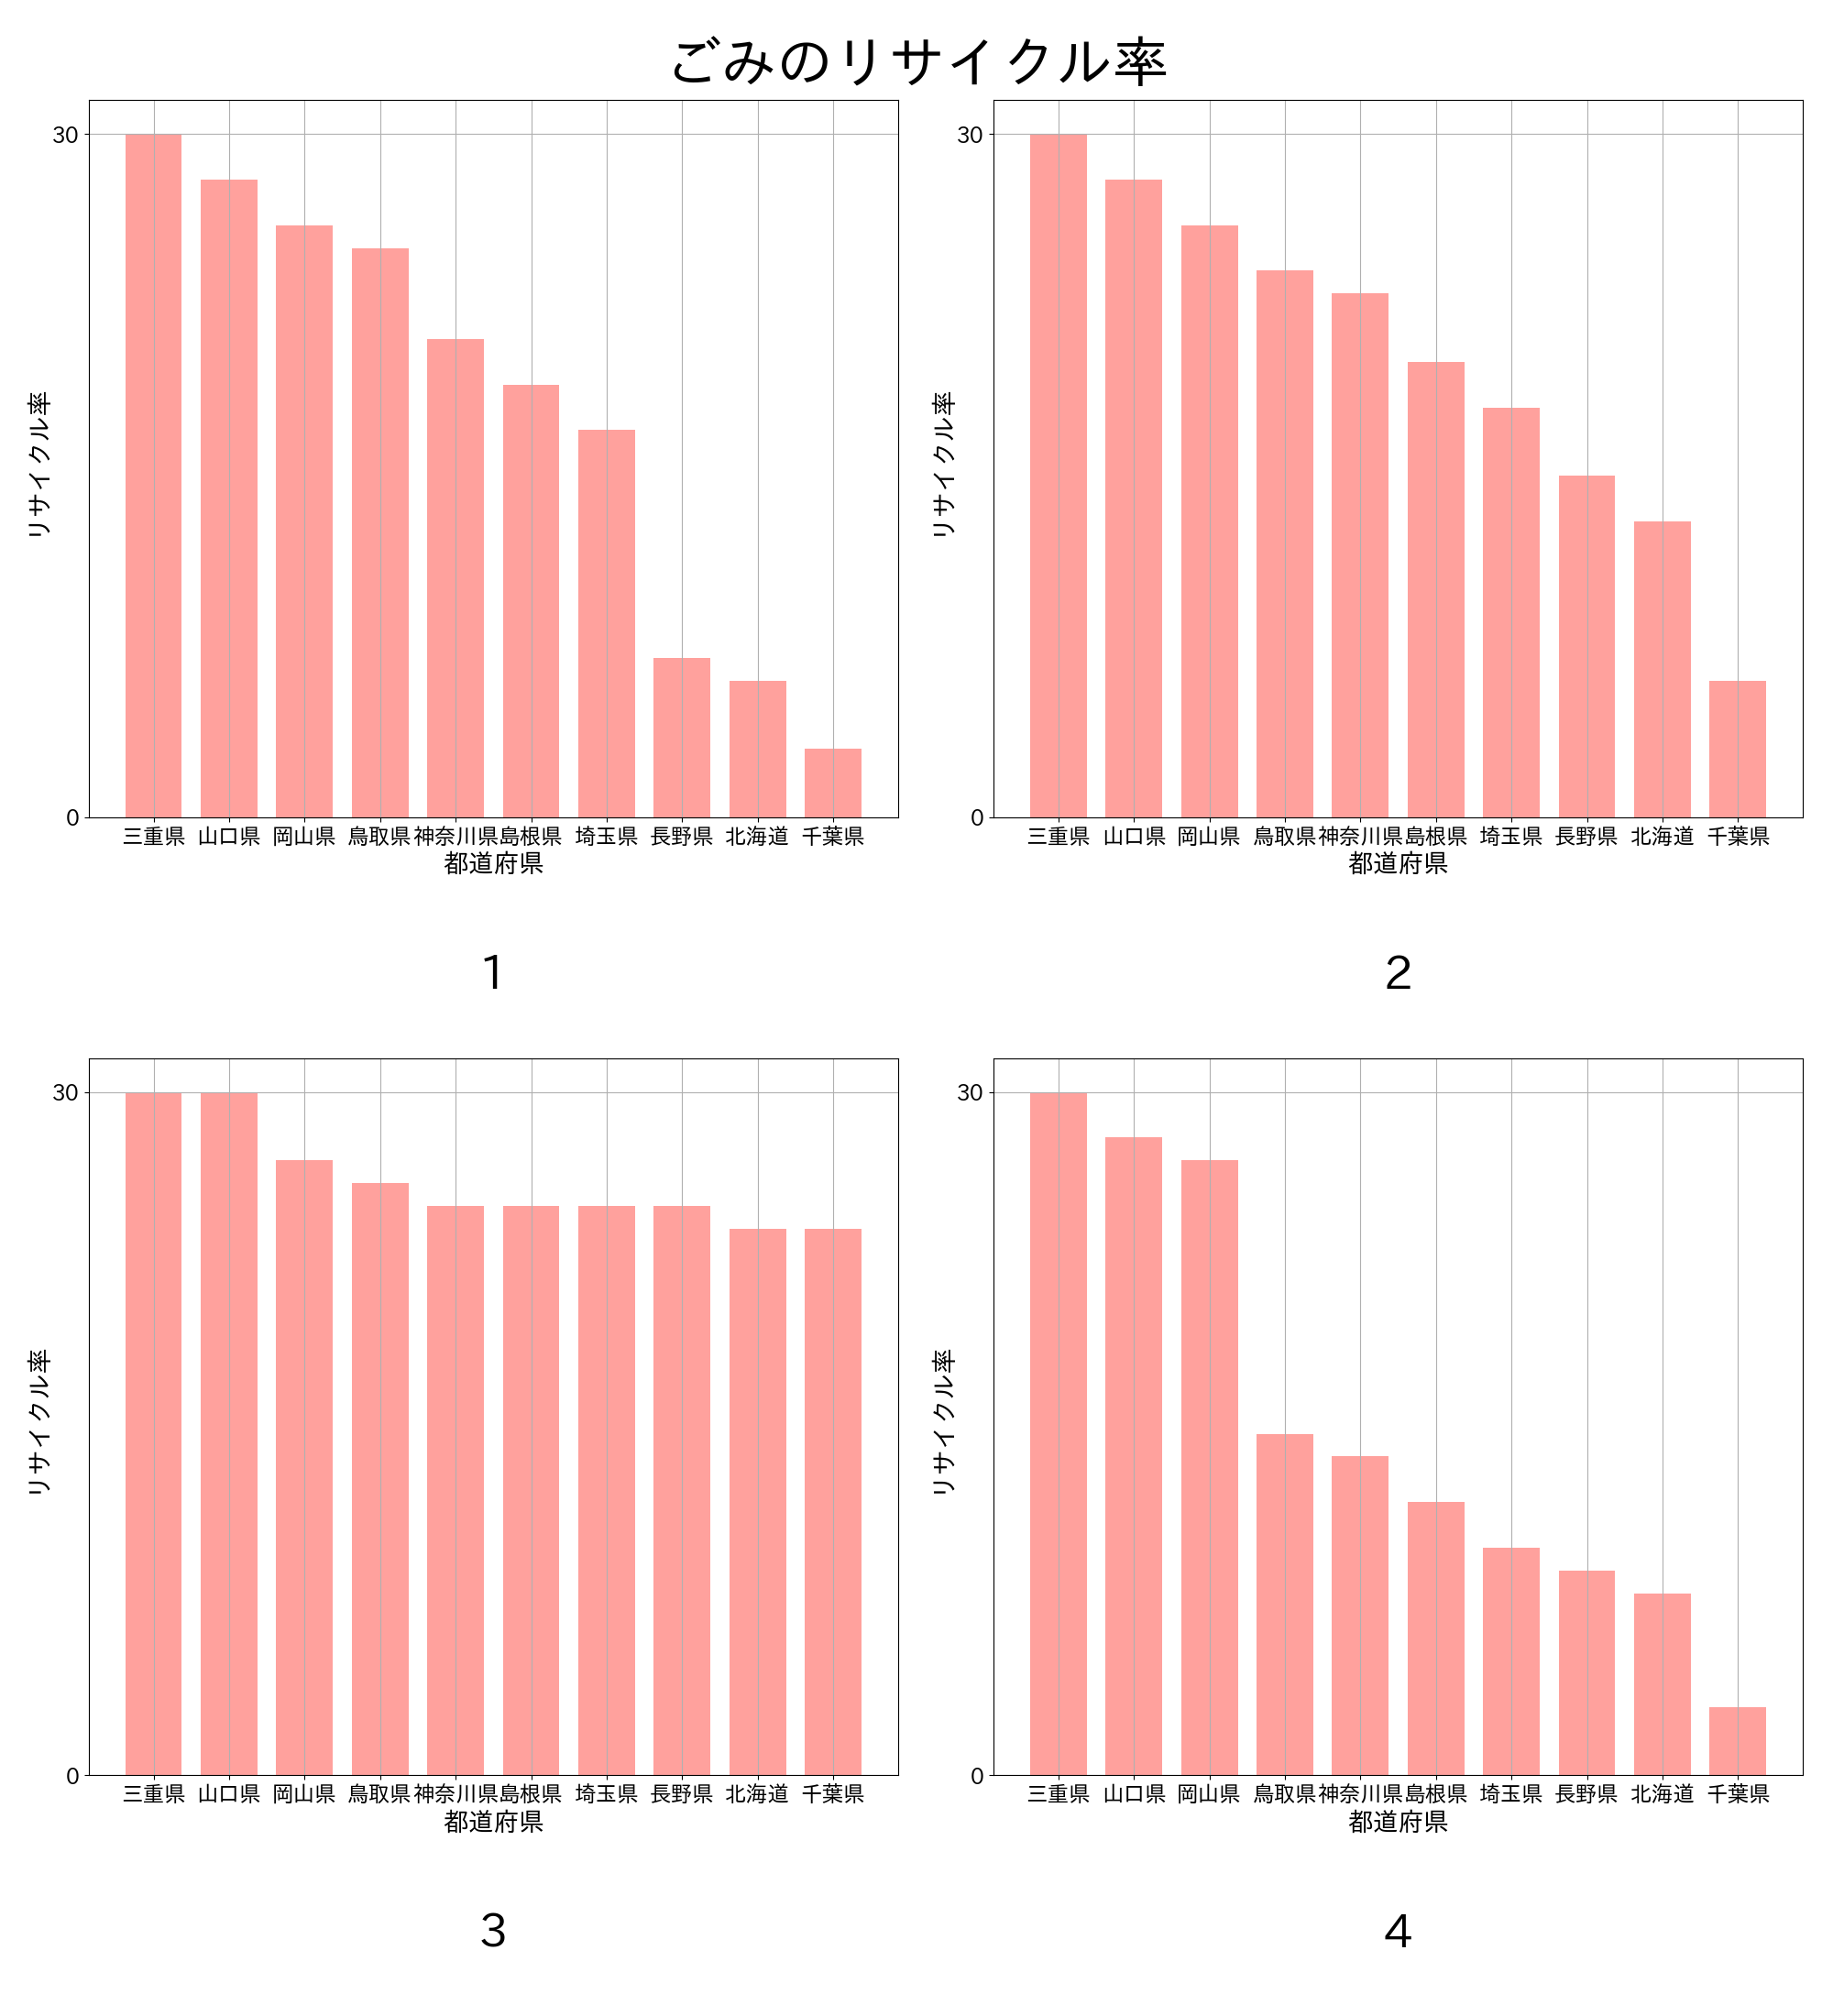 ごみのリサイクル率
30
0
リサイクル率
三重県 山口県 岡山県 鳥取県 神奈川県 島根県 埼玉県 長野県 北海道 千葉県
都道府県
1
30
0
リサイクル率
三重県 山口県 岡山県 鳥取県 神奈川県 島根県 埼玉県 長野県 北海道 千葉県
都道府県
2
30
0
リサイクル率
三重県 山口県 岡山県 鳥取県 神奈川県 島根県 埼玉県 長野県 北海道 千葉県
都道府県
3
30
0
リサイクル率
三重県 山口県 岡山県 鳥取県 神奈川県 島根県 埼玉県 長野県 北海道 千葉県
都道府県
4